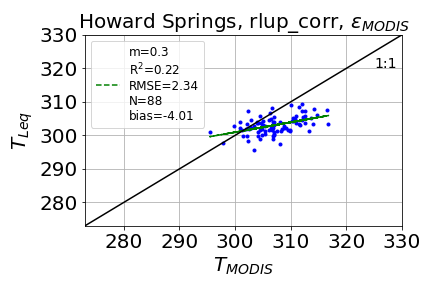 Howard Springs, rlup_corr, ε_MODIS
330
320
310
300
290
280
T_Leq
m=0.3
R²=0.22
RMSE=2.34
N=88
bias=-4.01
1:1
280
290
300
310
320
330
T_MODIS